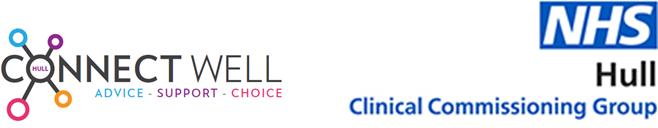 CONNECT WELL
HULL
ADVICE - SUPPORT - CHOICE
NHS
Hull
Clinical Commissioning Group